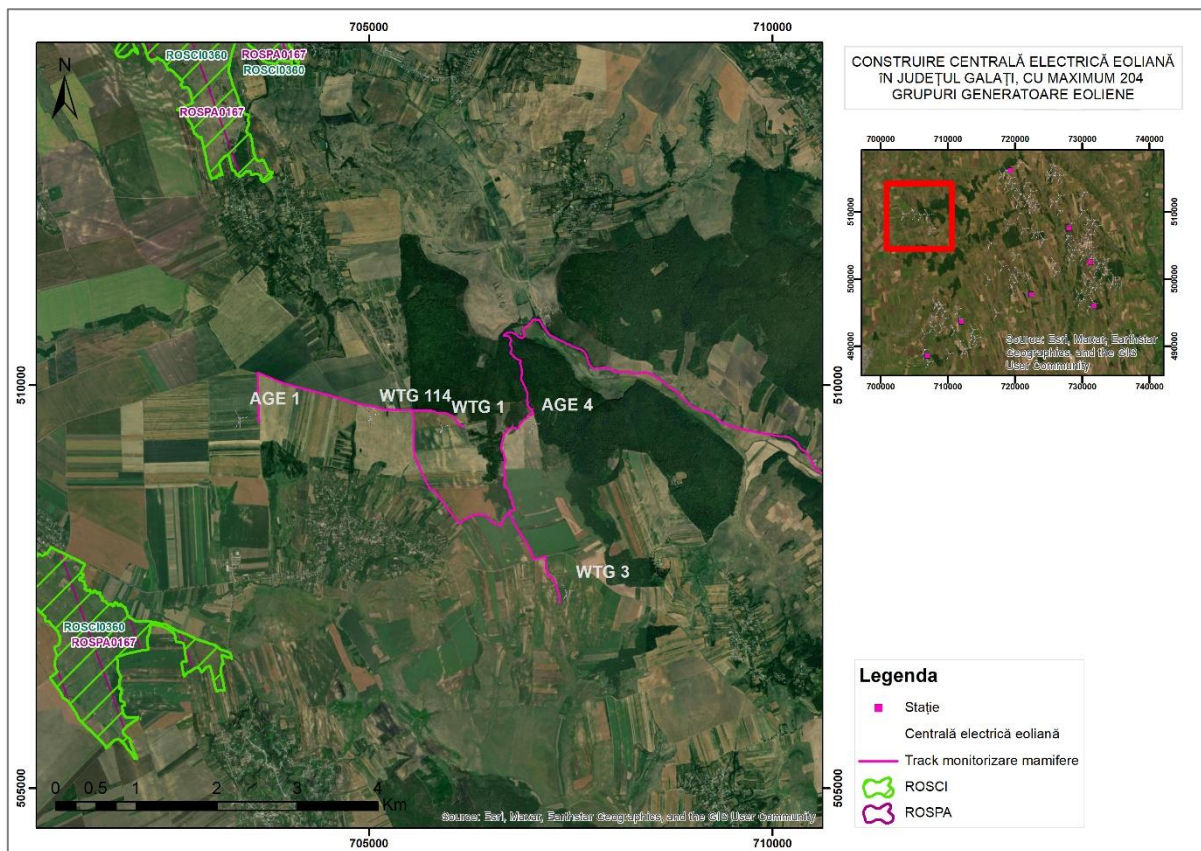 705000
710000
ROSCI0360
ROSPA0167
ROSCI0360
ROSPA0167
N
510000
510000
AGE 1
WTG 114
WTG 1
AGE 4
WTG 3
ROSCI0360
ROSPA0167
505000
505000
0 0.5 1 2 3 4
Km
Source: Esri, Maxar, Earthstar Geographics, and the GIS User Community
705000
710000
CONSTRUIRE CENTRALĂ ELECTRICĂ EOLIANĂ
îN JUDEȚUL GALAȚI, CU MAXIMUM 204
GRUPURI GENERATOARE EOLIENE
700000 710000 720000 730000 740000
510000
510000
500000
500000
490000
490000
Source: Esri, Maxar, Earthstar
Geographics, and the GIS
User Community
700000 710000 720000 730000 740000
Legenda
Stație
Centrală electrică eoliană
Track monitorizare mamifere
ROSCI
ROSPA